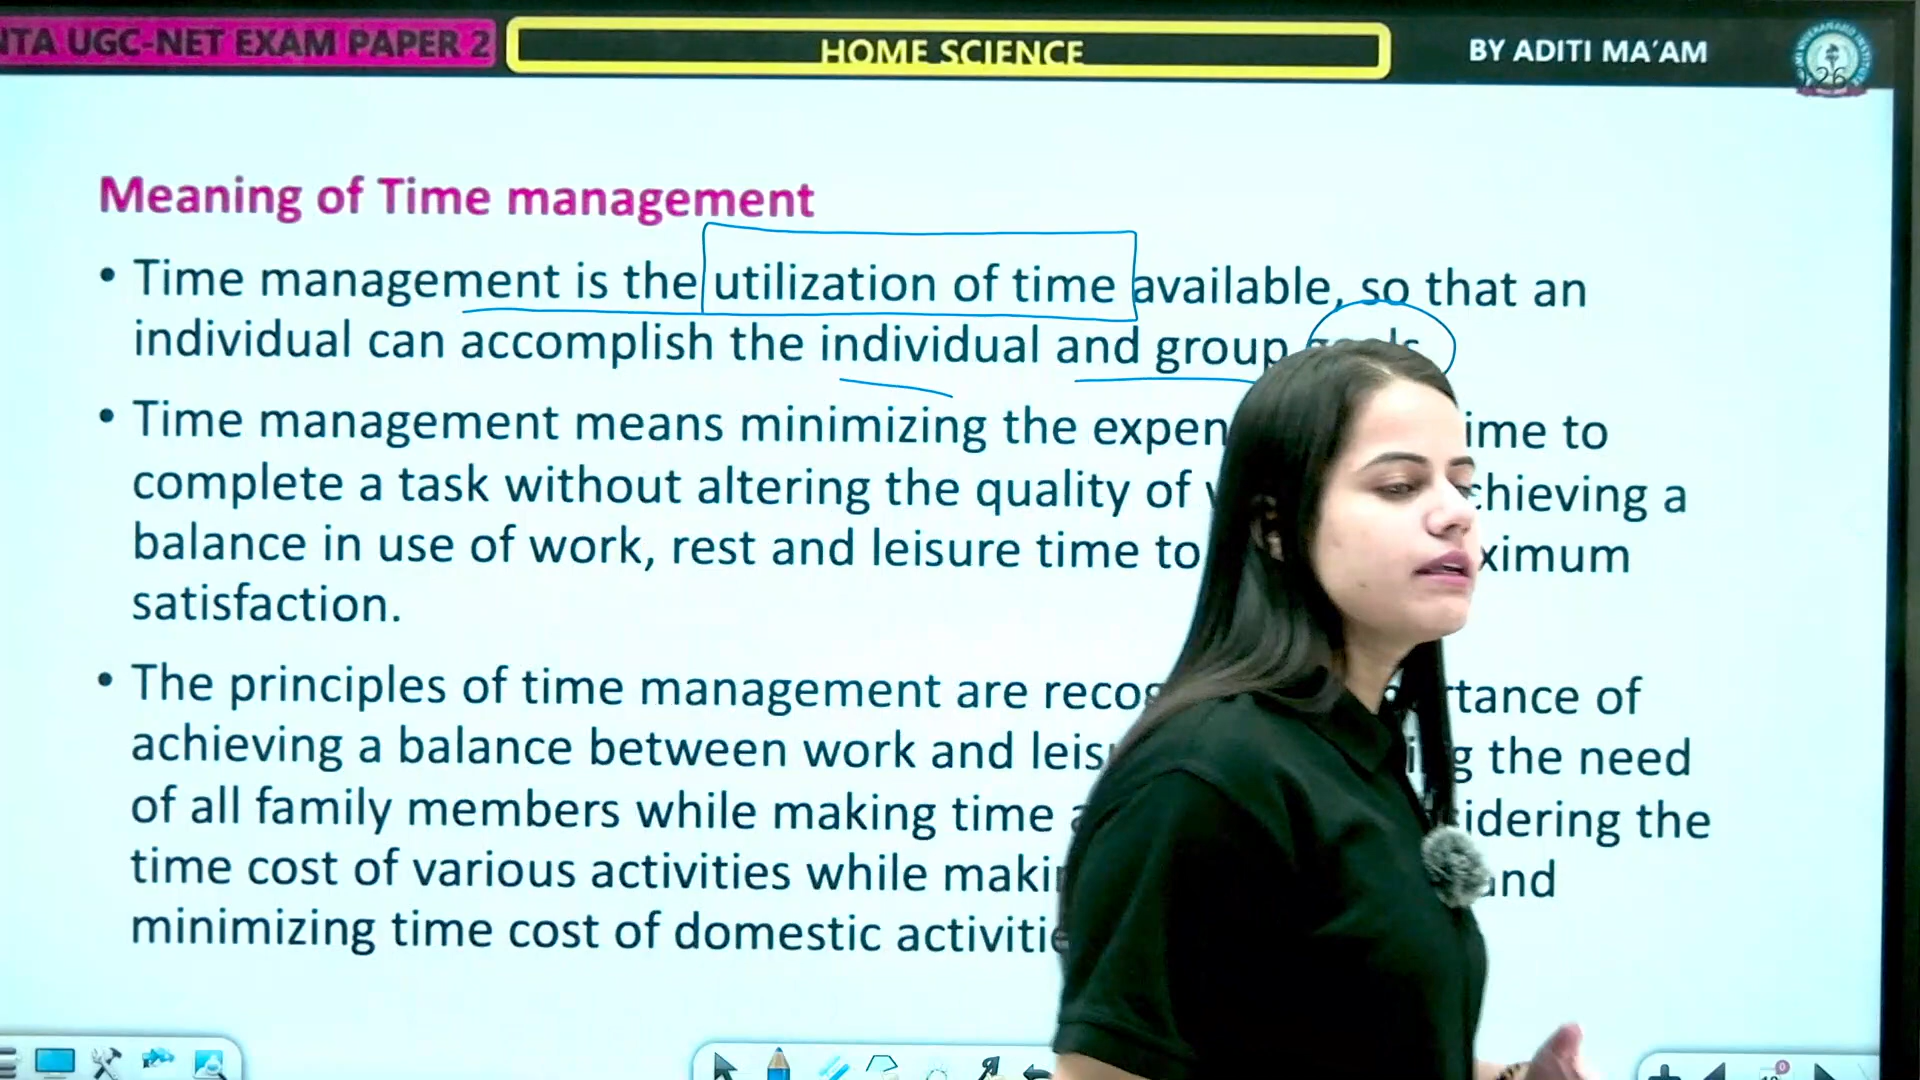 NTA UGC-NET EXAM PAPER 2
HOME SCIENCE
BY ADITI MA'AM
Meaning of Time management
• Time management is the utilization of time available, so that an
individual can accomplish the individual and group goals
• Time management means minimizing the expen ime to
complete a task without altering the quality of chieving a
balance in use of work, rest and leisure time to ximum
satisfaction.
• The principles of time management are reco rtance of
achieving a balance between work and leis g the need
of all family members while making time idering the
time cost of various activities while maki and
minimizing time cost of domestic activiti